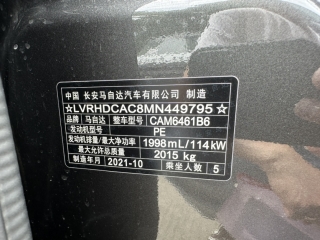 中国 长安马自达汽车有限公司 制造
☆LVRHDCAC8MN449795☆
品牌 马自达 整车型号 CAM6461B6
发动机型号 PE
发动机排量/最大净功率 1998mL/114kW
最大允许总质量 2015kg
制造年月 2021-10 乘坐人数 5